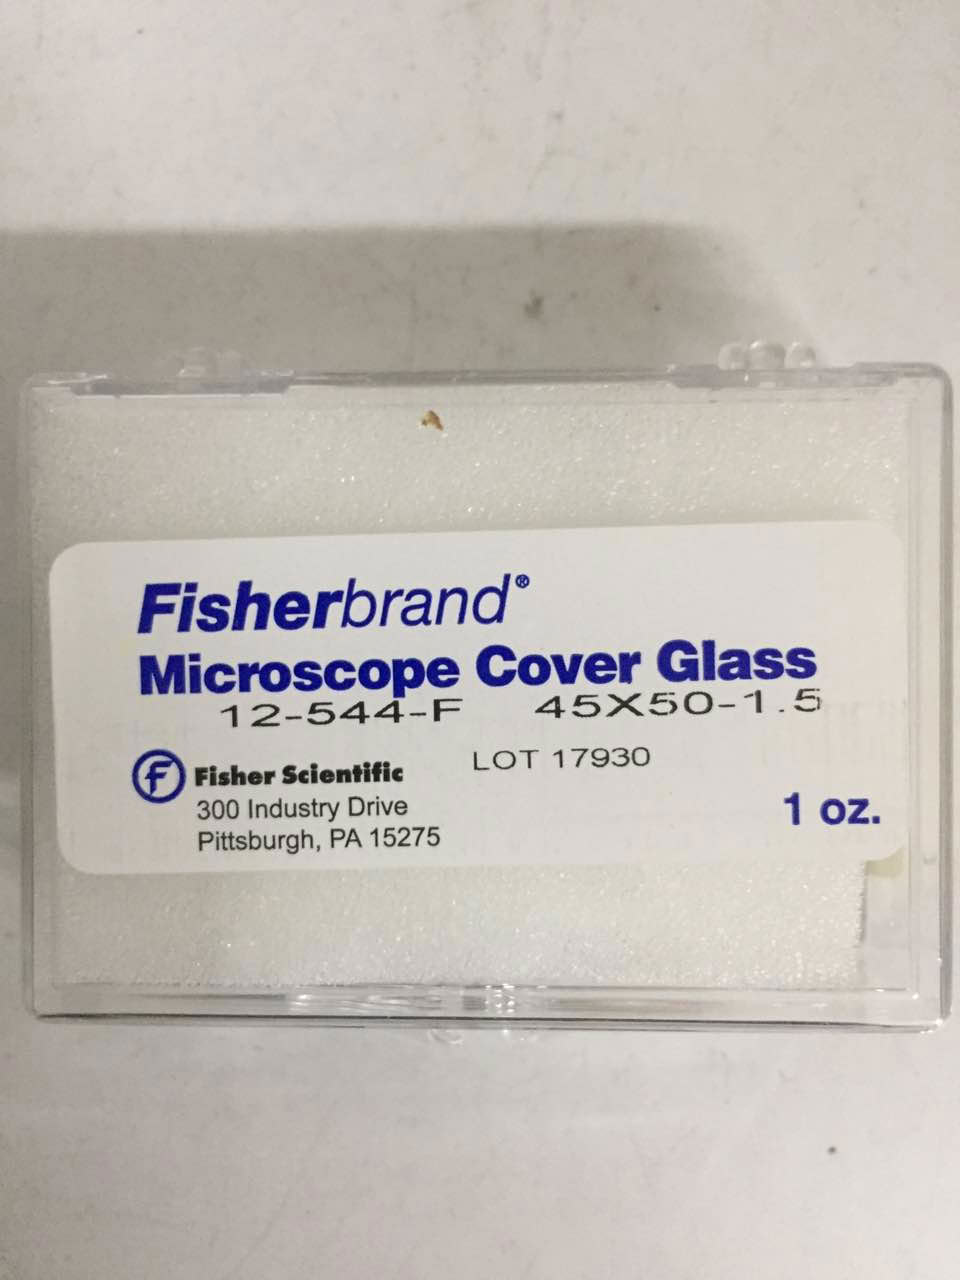 Fisherbrand®
Microscope Cover Glass
12-544-F 45X50-1.5
LOT 17930
Fisher Scientific
300 Industry Drive
Pittsburgh, PA 15275
1 oz.